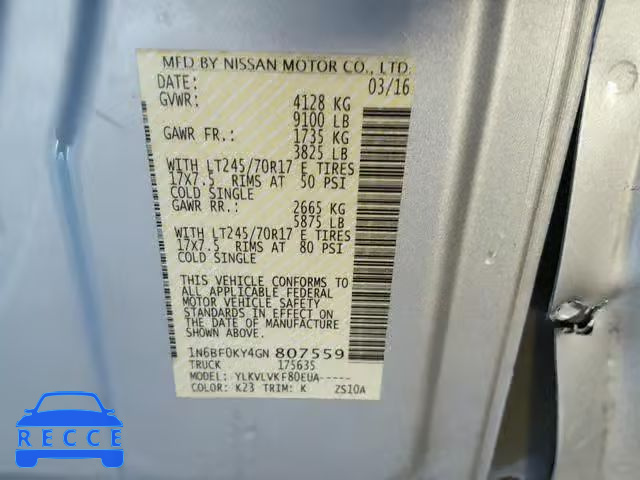 MFD BY NISSAN MOTOR CO., LTD.
DATE: 03/16
GVWR: 4128 KG
9100 LB
GAWR FR.: 1735 KG
3825 LB
WITH LT245/70R17 E TIRES
17X7.5 RIMS AT 50 PSI
COLD SINGLE
GAWR RR.: 2665 KG
5875 LB
WITH LT245/70R17 E TIRES
17X7.5 RIMS AT 80 PSI
COLD SINGLE
THIS VEHICLE CONFORMS TO
ALL APPLICABLE FEDERAL
MOTOR VEHICLE SAFETY
STANDARDS IN EFFECT ON
THE DATE OF MANUFACTURE
SHOWN ABOVE.
1N6BF0KY4GN 807559
TRUCK 175635
MODEL: YLKVLVKF80EUA-----
COLOR: K23 TRIM: K 2S10A
RECCE